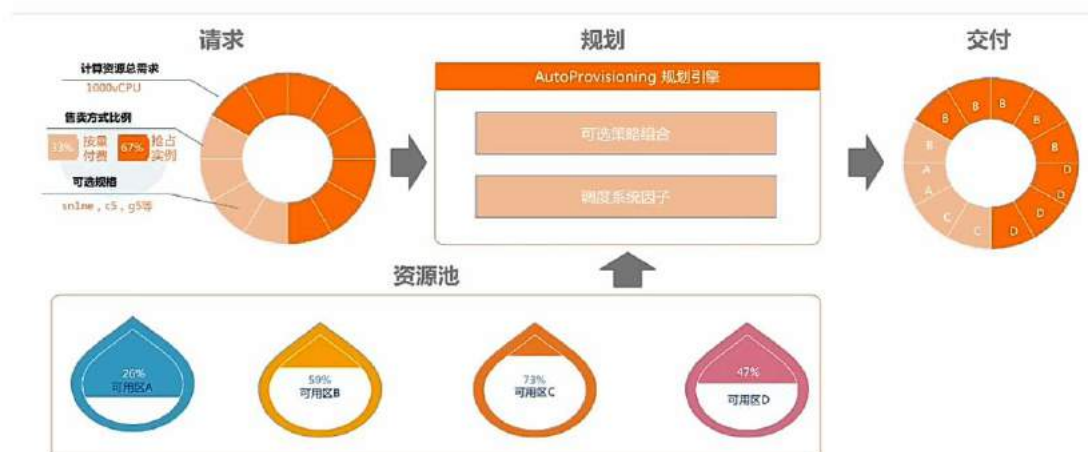 请求
规划
交付
计算资源总需求
1000vCPU
售卖方式比例
33%
按量
付费
67%
抢占
实例
可选规格
sn1ne，c5，g5等
AutoProvisioning 规划引擎
可选策略组合
调度系统因子
B
B
B
B
B
B
A
A
C
C
D
D
D
D
资源池
26%
可用区A
59%
可用区B
73%
可用区C
47%
可用区D